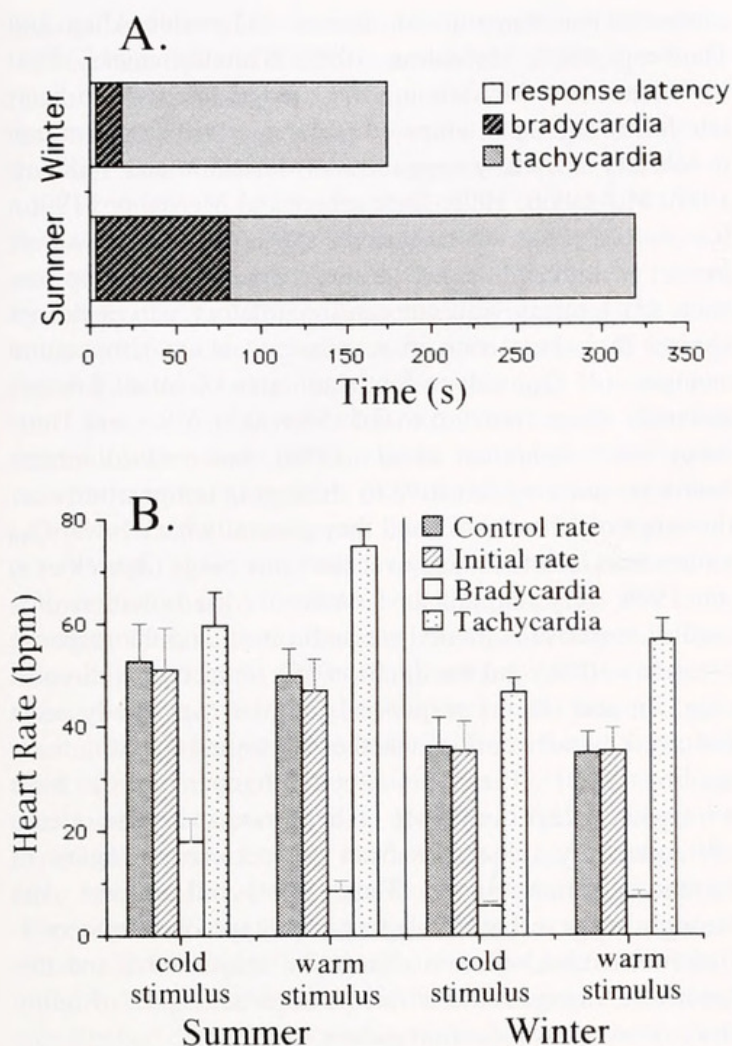 A.
Winter
Summer
response latency
bradycardia
tachycardia
0 50 100 150 200 250 300 350
Time (s)
B.
80
60
40
20
0
Heart Rate (bpm)
Control rate
Initial rate
Bradycardia
Tachycardia
cold stimulus
warm stimulus
cold stimulus
warm stimulus
Summer
Winter